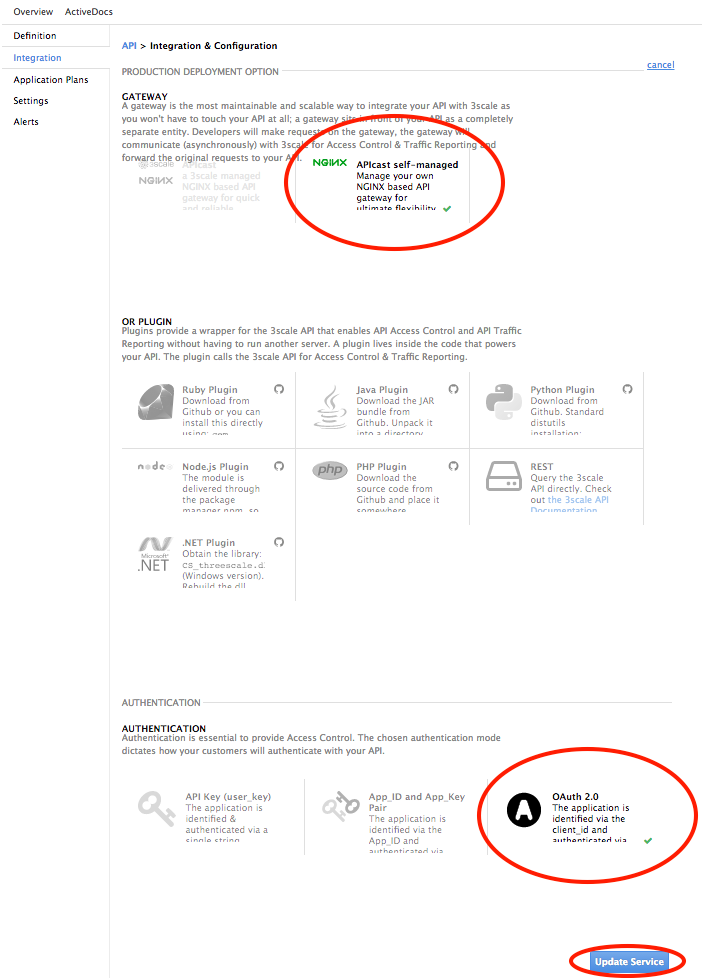 Overview ActiveDocs
Definition
Integration
Application Plans
Settings
Alerts
API > Integration & Configuration
PRODUCTION DEPLOYMENT OPTION
cancel
GATEWAY
A gateway is the most maintainable and scalable way to integrate your API with 3scale as
you won't have to touch your API at all; a gateway sits in front of your API as a completely
separate entity. Developers will make requests on the gateway, the gateway will
communicate (asynchronously) with 3scale for Access Control & Traffic Reporting and
forward the original requests to your API.
3scale
NGINX
APIcast
a 3scale managed
NGINX based API
gateway for quick
and reliable
NGINX
APIcast self-managed
Manage your own
NGINX based API
gateway for
ultimate flexibility
OR PLUGIN
Plugins provide a wrapper for the 3scale API that enables API Access Control and API Traffic
Reporting without having to run another server. A plugin lives inside the code that powers
your API. The plugin calls the 3scale API for Access Control & Traffic Reporting.
Ruby Plugin
Download from
Github or you can
install this directly
using: gem
Java Plugin
Download the JAR
bundle from
Github. Unpack it
into a directory
Python Plugin
Download from
Github. Standard
distutils
installation:
node
Node.js Plugin
The module is
delivered through
the package
manager npm, so
php
PHP Plugin
Download the
source code from
Github and place it
somewhere
REST
Query the 3scale
API directly. Check
out the 3scale API
Documentation
Microsoft
.NET
.NET Plugin
Obtain the library:
CS_threescale.d
(Windows version).
Rebuild the dll
AUTHENTICATION
AUTHENTICATION
Authentication is essential to provide Access Control. The chosen authentication mode
dictates how your customers will authenticate with your API.
API Key (user_key)
The application is
identified &
authenticated via a
single string
App_ID and App_Key
Pair
The application is
identified via the
App_ID and
authenticated via
OAuth 2.0
The application is
identified via the
client_id and
authenticated via
Update Service